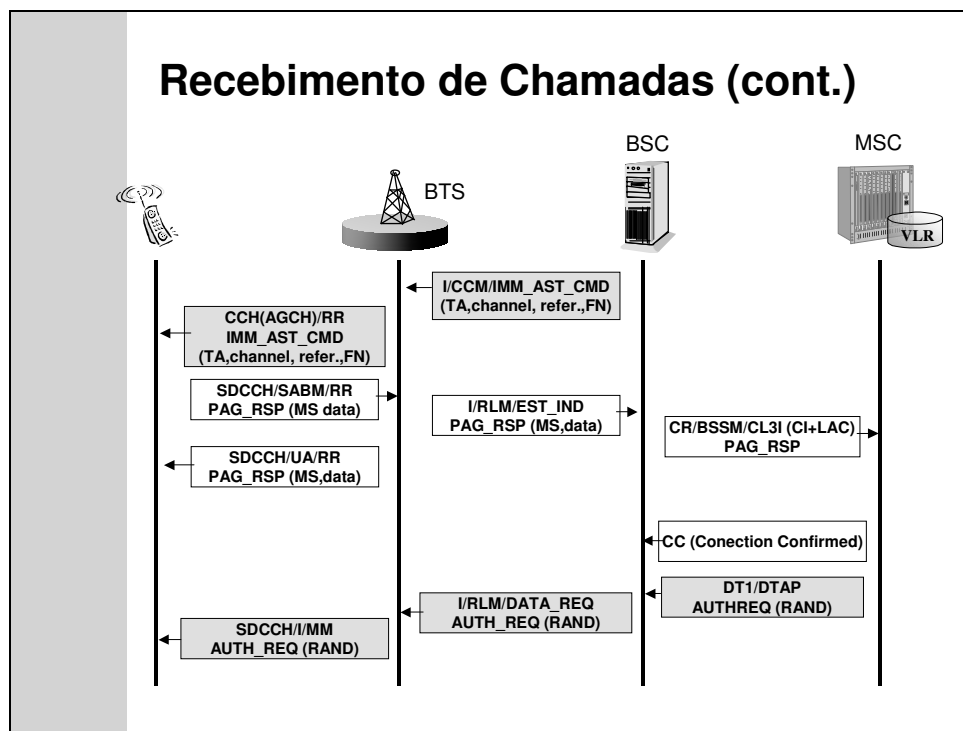 Recebimento de Chamadas (cont.)
BTS
BSC
MSC
VLR
I/CCM/IMM_AST_CMD
(TA,channel, refer.,FN)
CCH(AGCH)/RR
IMM_AST_CMD
(TA,channel, refer.,FN)
SDCCH/SABM/RR
PAG_RSP (MS data)
I/RLM/EST_IND
PAG_RSP (MS,data)
CR/BSSM/CL3I (CI+LAC)
PAG_RSP
SDCCH/UA/RR
PAG_RSP (MS,data)
CC (Conection Confirmed)
DT1/DTAP
AUTHREQ (RAND)
I/RLM/DATA_REQ
AUTH_REQ (RAND)
SDCCH/I/MM
AUTH_REQ (RAND)